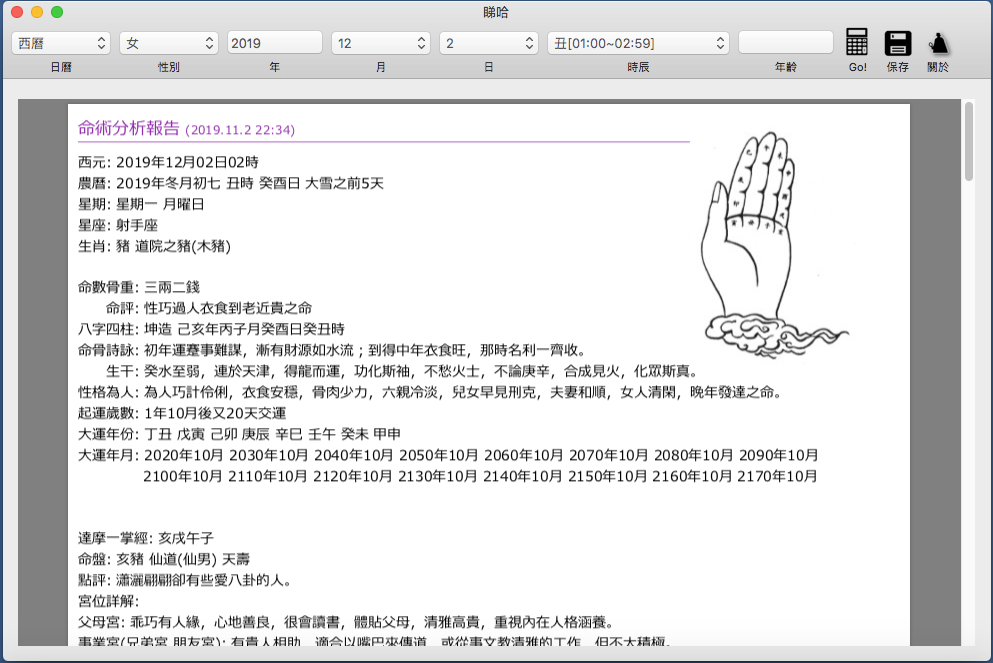 睇哈
西曆 女 2019 12 2 丑[01:00~02:59]
日曆 性別 年 月 日 時辰 年齡 Go! 保存 關於
命術分析報告 (2019.11.2 22:34)
西元: 2019年12月02日02時
農曆: 2019年冬月初七 丑時 癸酉日 大雪之前5天
星期: 星期一 月曜日
星座: 射手座
生肖: 豬 道院之豬(木豬)
命數骨重: 三兩二錢
命評: 性巧過人衣食到老近貴之命
八字四柱: 坤造 己亥年丙子月癸酉日癸丑時
命骨詩詠: 初年運蹇事難謀，漸有財源如水流；到得中年衣食旺，那時名利一齊收。
生干: 癸水至弱，連於天津，得龍而運，功化斯神，不愁火士，不論庚辛，合成見火，化眾斯真。
性格為人: 為人巧計伶俐，衣食安穩，骨肉少力，六親冷淡，兒女早見刑克，夫妻和順，女人清閑，晚年發達之命。
起運歲數: 1年10月後又20天交運
大運年份: 丁丑 戊寅 己卯 庚辰 辛巳 壬午 癸未 甲申
大運年月: 2020年10月 2030年10月 2040年10月 2050年10月 2060年10月 2070年10月 2080年10月 2090年10月
2100年10月 2110年10月 2120年10月 2130年10月 2140年10月 2150年10月 2160年10月 2170年10月
達摩一掌經: 亥戌午子
命盤: 亥豬 仙道(仙男) 天壽
點評: 瀟灑翩翩卻有些愛八卦的人。
宮位詳解:
父母宮: 乖巧有人緣，心地善良，很會讀書，體貼父母，清雅高貴，重視內在人格涵養。
事業宮(兄弟宮 朋友宮): 有貴人相助，適合以嘴巴來傳道，或從事文教清雅的工作，但不太積極。